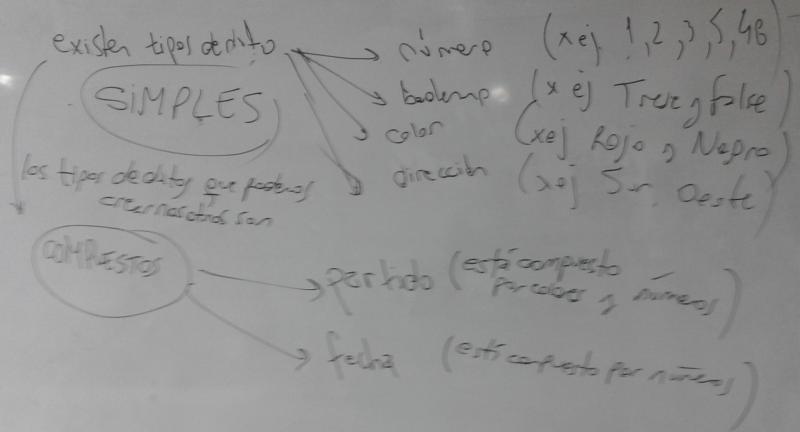 existen tipos de dato
SIMPLES
número (x ej 1, 2, 3, 5, 48
booleano (x ej True y false)
color (xej Rojo y Negro)
dirección (xej Sur, Oeste)
los tipos de datos que podemos
crear nosotros son
COMPUESTOS
partido (está compuesto
por colores y números)
fecha (está compuesto por números)